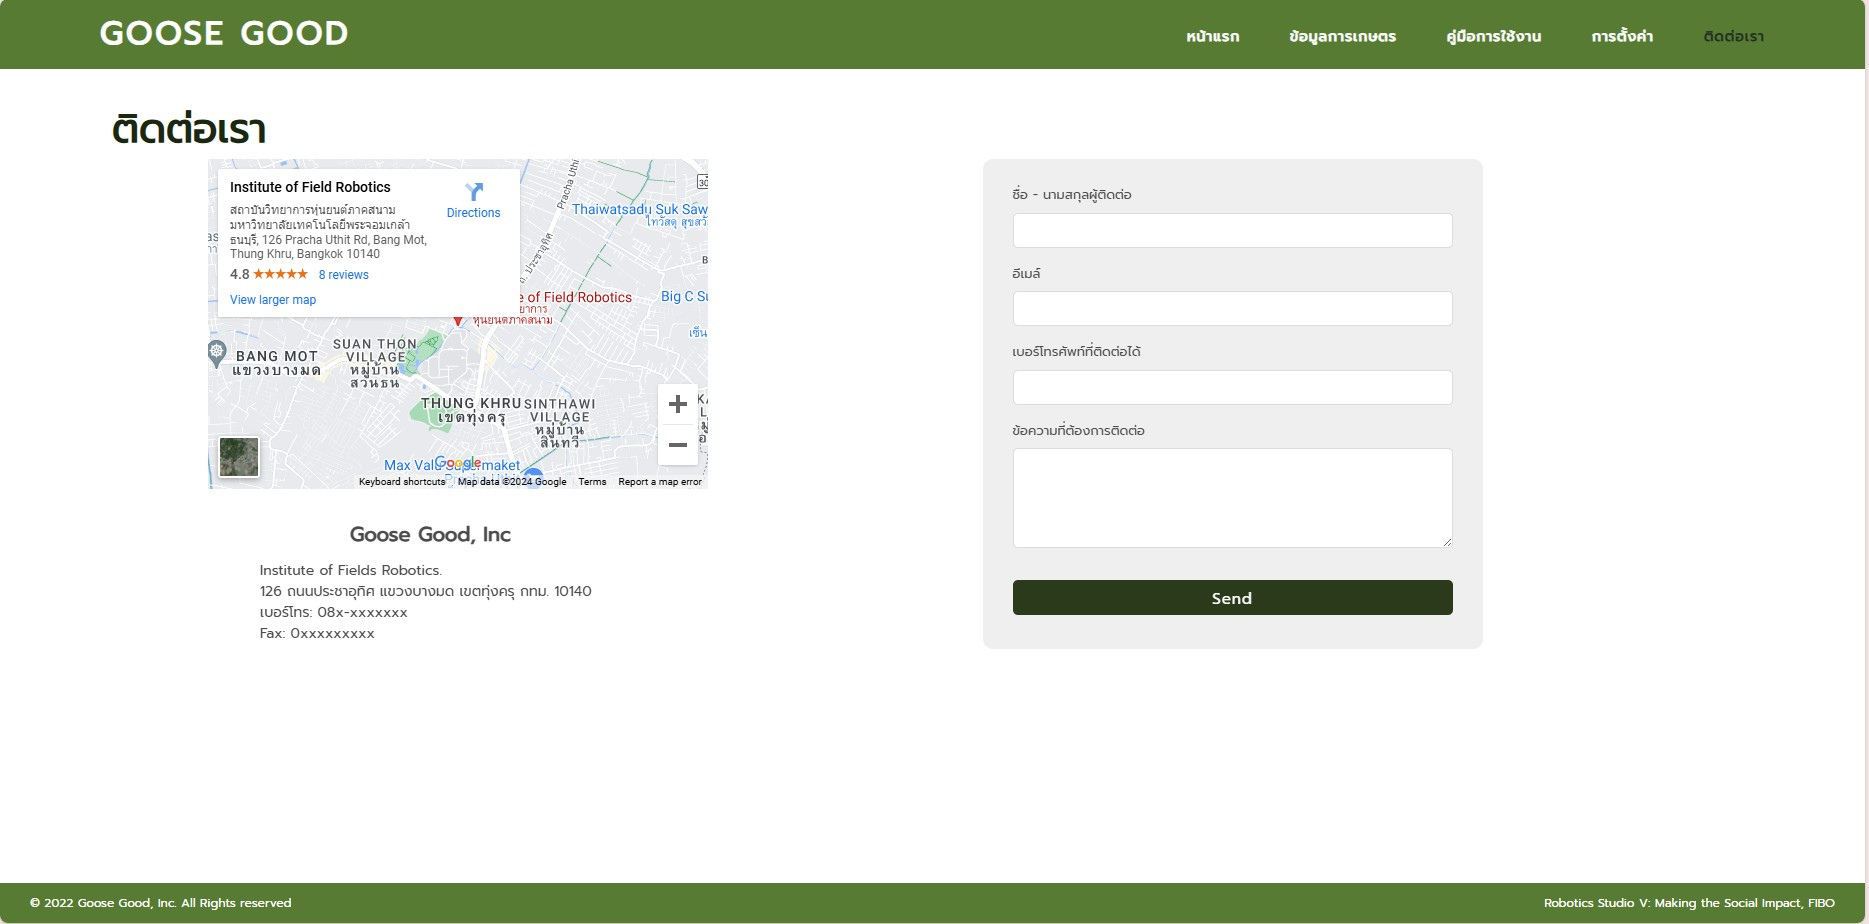 GOOSE GOOD
หน้าแรก
ข้อมูลการเกษตร
คู่มือการใช้งาน
การตั้งค่า
ติดต่อเรา
ติดต่อเรา
Institute of Field Robotics
สถาบันวิทยาการหุ่นยนต์ภาคสนาม
มหาวิทยาลัยเทคโนโลยีพระจอมเกล้า
ธนบุรี, 126 Pracha Uthit Rd, Bang Mot,
Thung Khru, Bangkok 10140
4.8 ★★★★★ 8 reviews
View larger map
Directions
Pracha Uthi
30
Thaiwatsadu Suk Saw
ไทวัสดุ สุขสวั
ถ. ประชาอุทิศ
e of Field Robotics
ยาการ
หุ่นยนต์ภาคสนาม
Big C Su
เซ็น
SUAN THON
VILLAGE
หมู่บ้าน
สวนธน
BANG MOT
แขวงบางมด
THUNG KHRU
เขตทุ่งครุ
SINTHAWI
VILLAGE
หมู่บ้าน
สินทวี
Max Valu Supermaket
Google
Keyboard shortcuts
Map data ©2024 Google
Terms
Report a map error
Goose Good, Inc
Institute of Fields Robotics.
126 ถนนประชาอุทิศ แขวงบางมด เขตทุ่งครุ กทม. 10140
เบอร์โทร: 08x-xxxxxxx
Fax: 0xxxxxxxxx
ชื่อ - นามสกุลผู้ติดต่อ
อีเมล์
เบอร์โทรศัพท์ที่ติดต่อได้
ข้อความที่ต้องการติดต่อ
Send
© 2022 Goose Good, Inc. All Rights reserved
Robotics Studio V: Making the Social Impact, FIBO